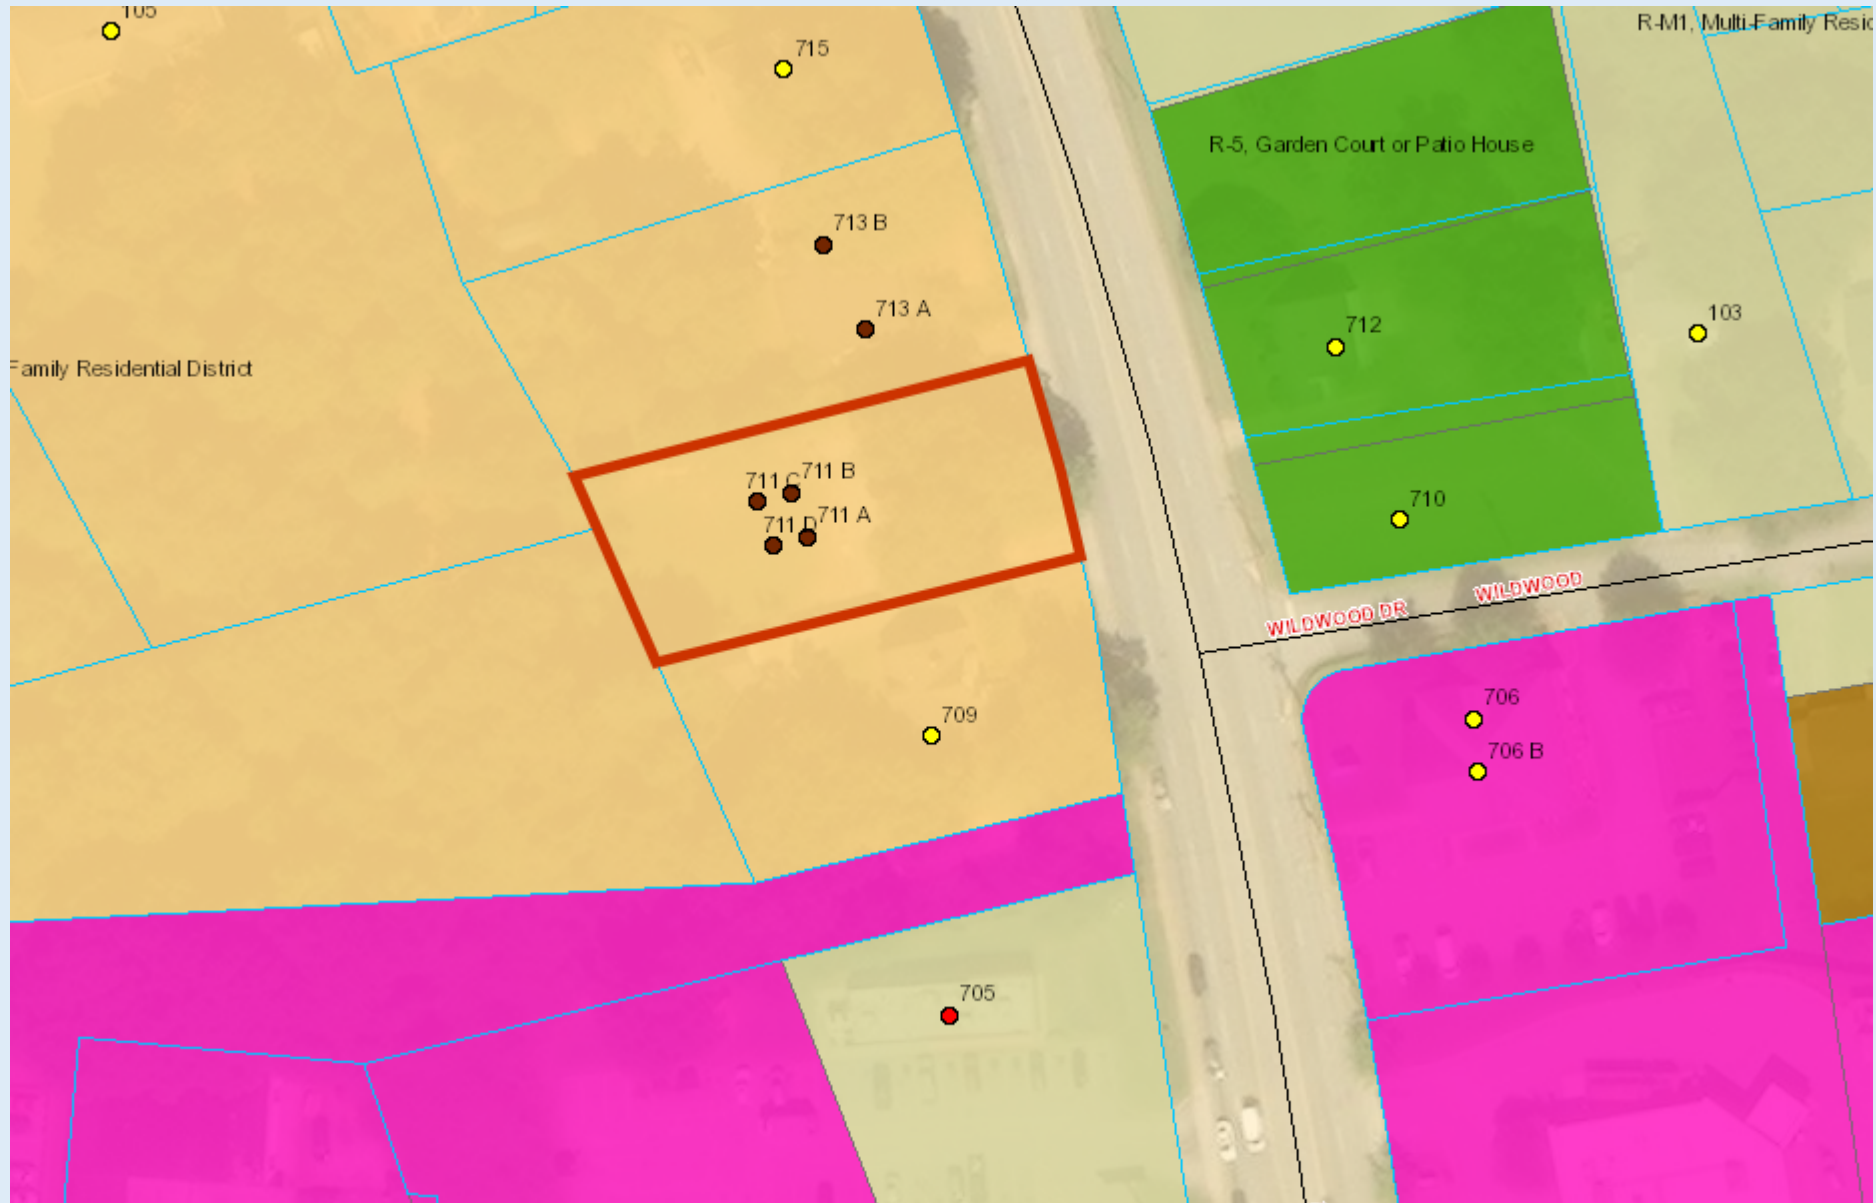 105
715
R-M1, Multi-Family Resid
R-5, Garden Court or Patio House
713 B
713 A
712
103
Family Residential District
711 B
711 C
711 A
711 D
710
WILDWOOD
WILDWOOD DR
709
706
706 B
705